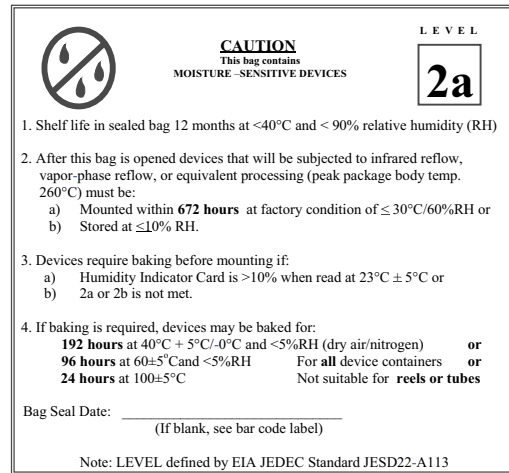 LEVEL
CAUTION
This bag contains
MOISTURE –SENSITIVE DEVICES
2a
1. Shelf life in sealed bag 12 months at <40°C and < 90% relative humidity (RH)
2. After this bag is opened devices that will be subjected to infrared reflow,
vapor-phase reflow, or equivalent processing (peak package body temp.
260°C) must be:
a) Mounted within 672 hours at factory condition of ≤ 30°C/60%RH or
b) Stored at ≤10% RH.
3. Devices require baking before mounting if:
a) Humidity Indicator Card is >10% when read at 23°C ± 5°C or
b) 2a or 2b is not met.
4. If baking is required, devices may be baked for:
192 hours at 40°C + 5°C/-0°C and <5%RH (dry air/nitrogen) or
96 hours at 60±5°Cand <5%RH For all device containers or
24 hours at 100±5°C Not suitable for reels or tubes
Bag Seal Date: ______________________________
(If blank, see bar code label)
Note: LEVEL defined by EIA JEDEC Standard JESD22-A113